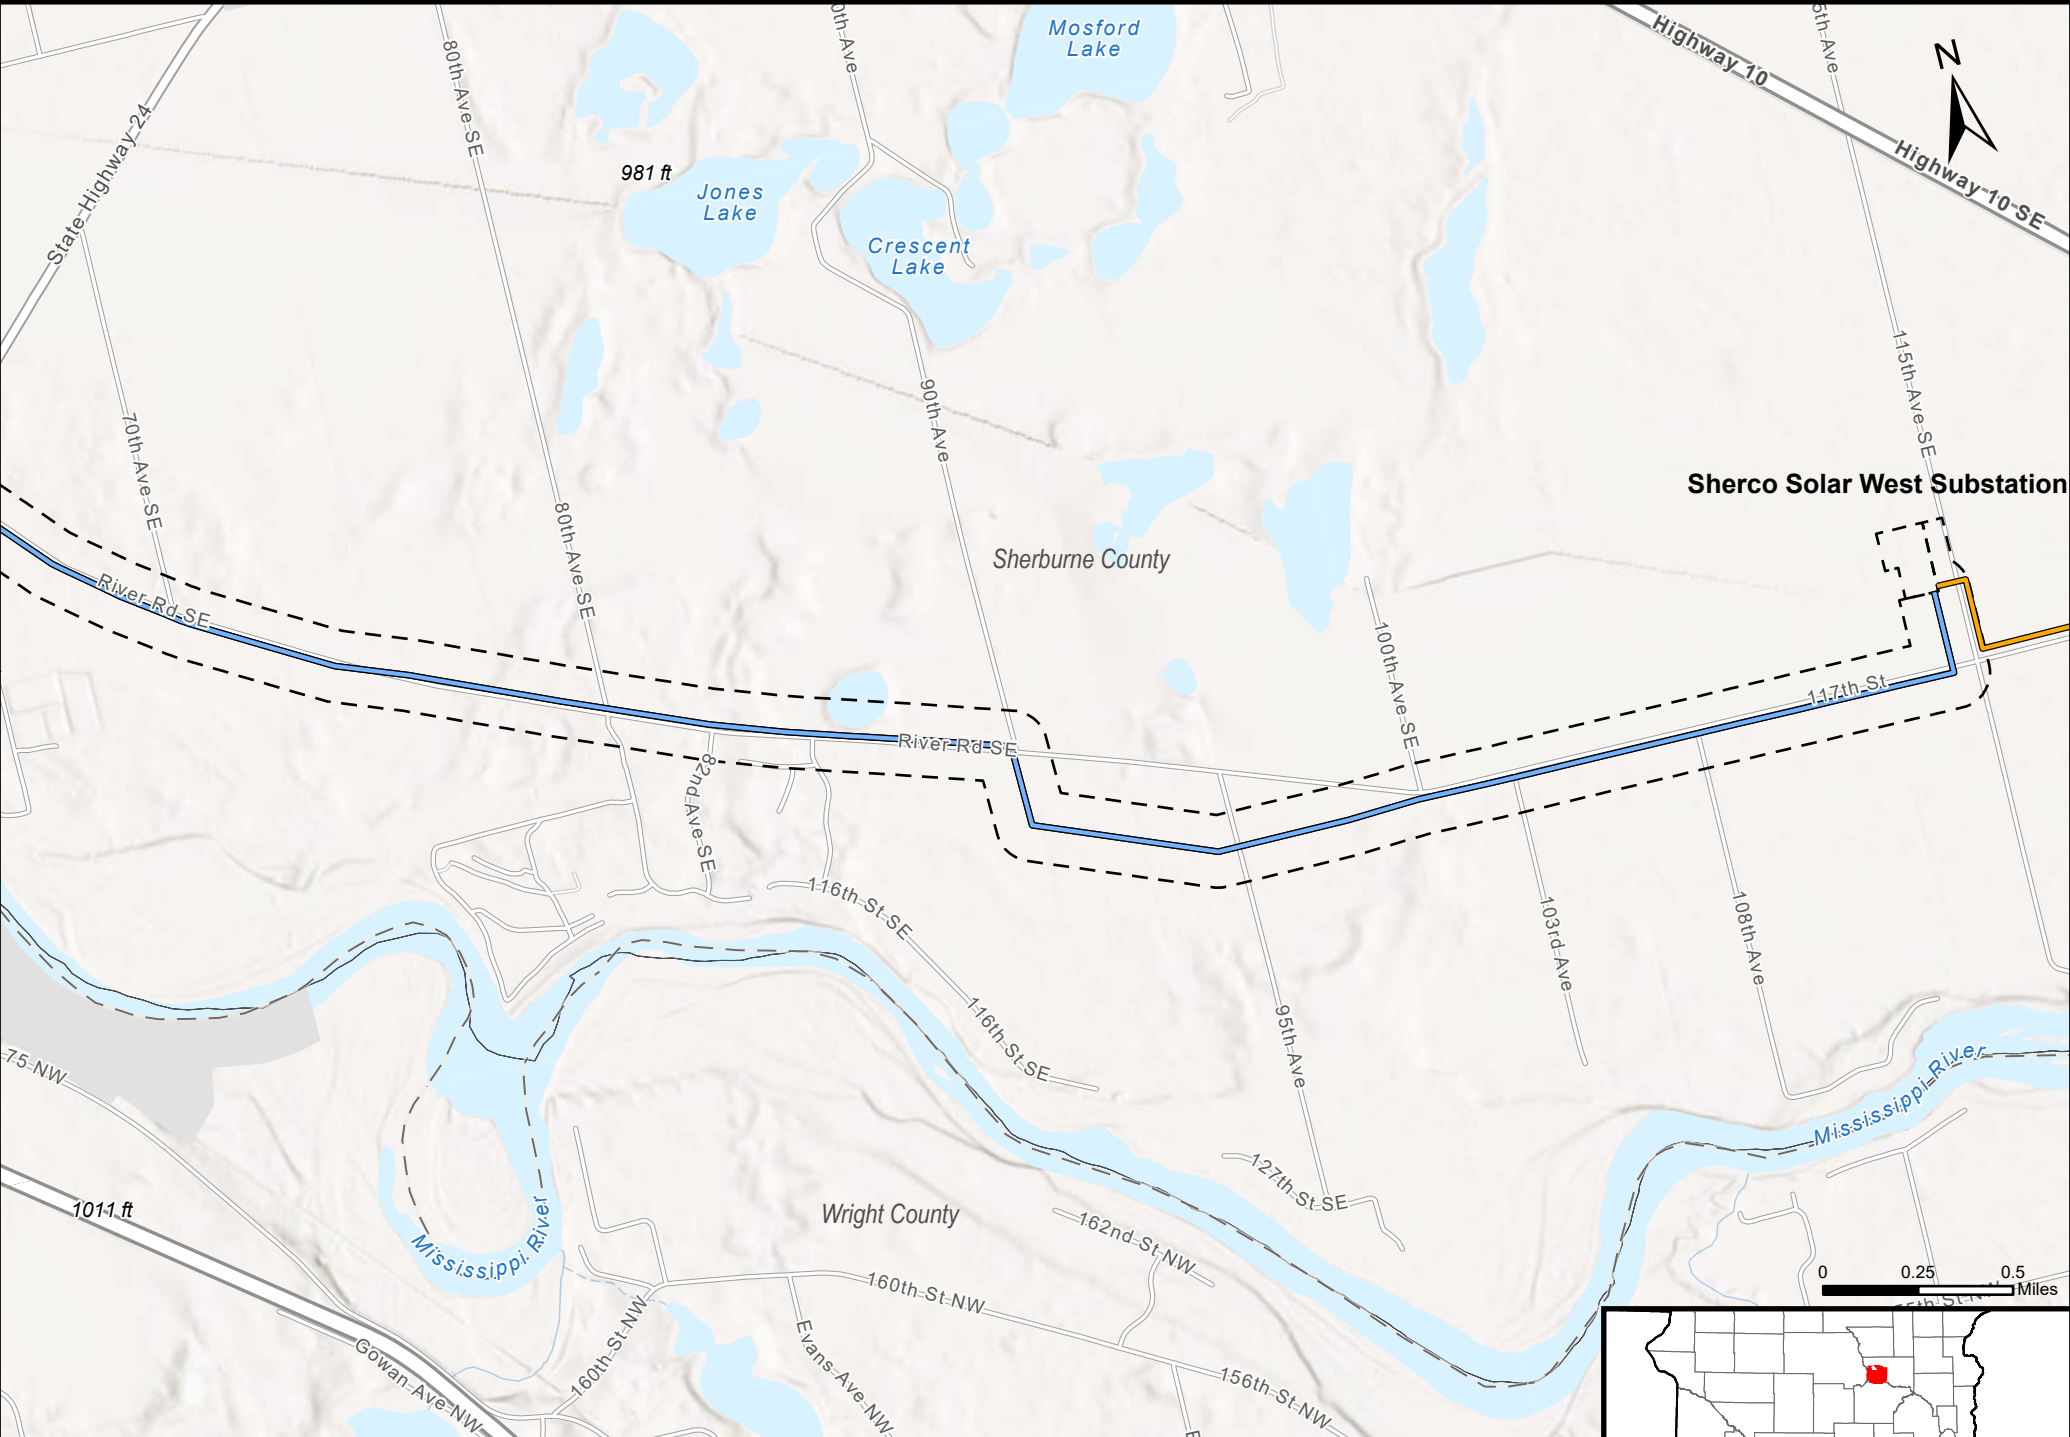 Mosford
Lake
Highway 10
N
Highway 10 SE
5th Ave
0th-Ave
80th-Ave-SE
State-Highway-24
981 ft
Jones
Lake
Crescent
Lake
115th-Ave-SE
90th-Ave
70th-Ave-SE
Sherco Solar West Substation
80th-Ave-SE
Sherburne County
River-Rd-SE
100th-Ave-SE
117th-St
River-Rd-SE
82nd-Ave-SE
116th-St-SE
103rd-Ave
108th-Ave
116th-St-SE
95th-Ave
75 NW
Mississippi River
127th-St-SE
1011 ft
Mississippi River
Wright County
162nd-St-NW
160th-St-NW
0 0.25 0.5
Miles
160th-St-NW
Evans-Ave-NW
Gowan-Ave-NW
156th-St-NW